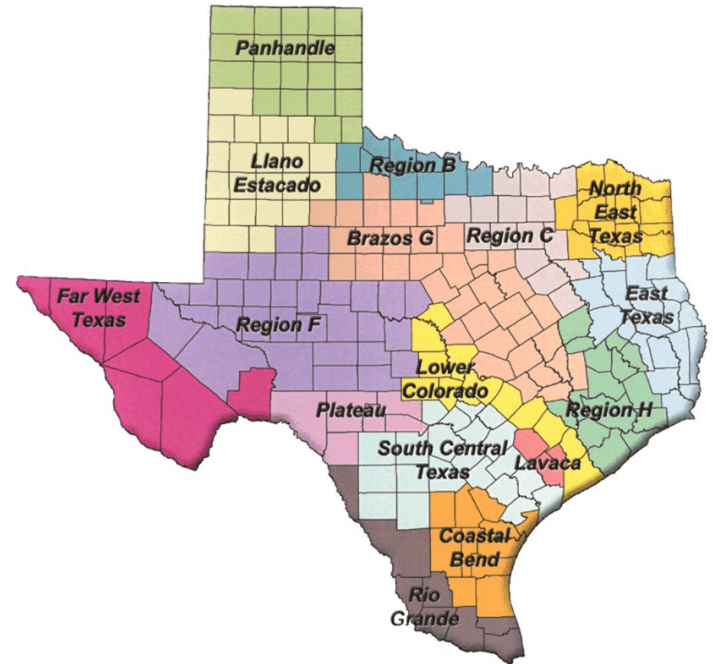 Panhandle
Llano
Estacado
Region B
North
East
Texas
Brazos G
Region C
Far West
Texas
Region F
East
Texas
Lower
Colorado
Plateau
Region H
South Central
Texas
Lavaca
Coastal
Bend
Rio
Grande